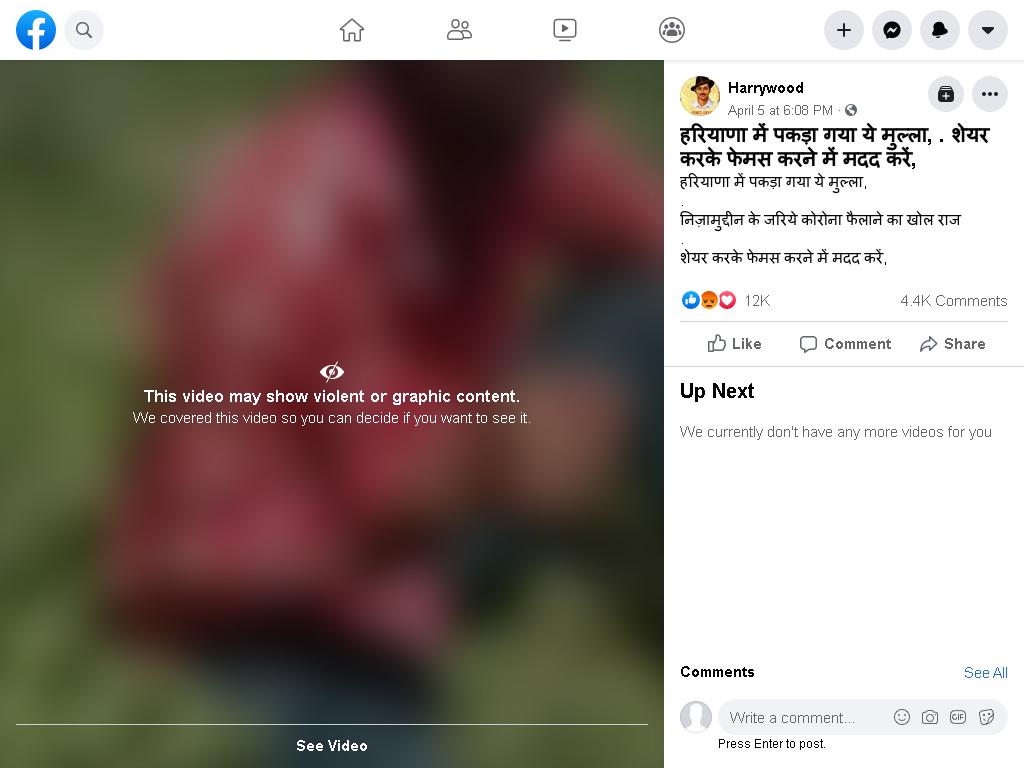 Harrywood
April 5 at 6:08 PM ·
हरियाणा में पकड़ा गया ये मुल्ला, . शेयर
करके फेमस करने में मदद करें,
हरियाणा में पकड़ा गया ये मुल्ला,
.
निज़ामुद्दीन के जरिये कोरोना फैलाने का खोल राज
.
शेयर करके फेमस करने में मदद करें,
12K
4.4K Comments
Like
Comment
Share
This video may show violent or graphic content.
We covered this video so you can decide if you want to see it.
See Video
Up Next
We currently don't have any more videos for you
Comments
See All
Write a comment...
GIF
Press Enter to post.